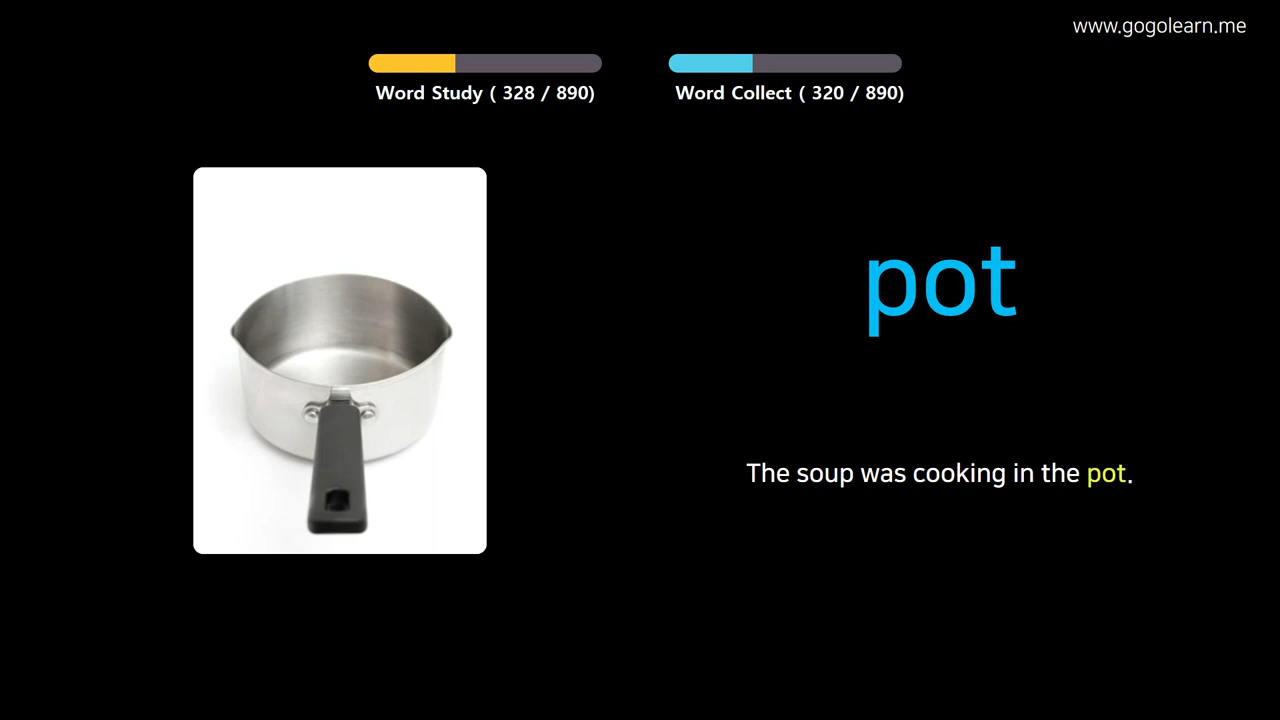 www.gogolearn.me
Word Study ( 328 / 890)
Word Collect ( 320 / 890)
pot
The soup was cooking in the pot.